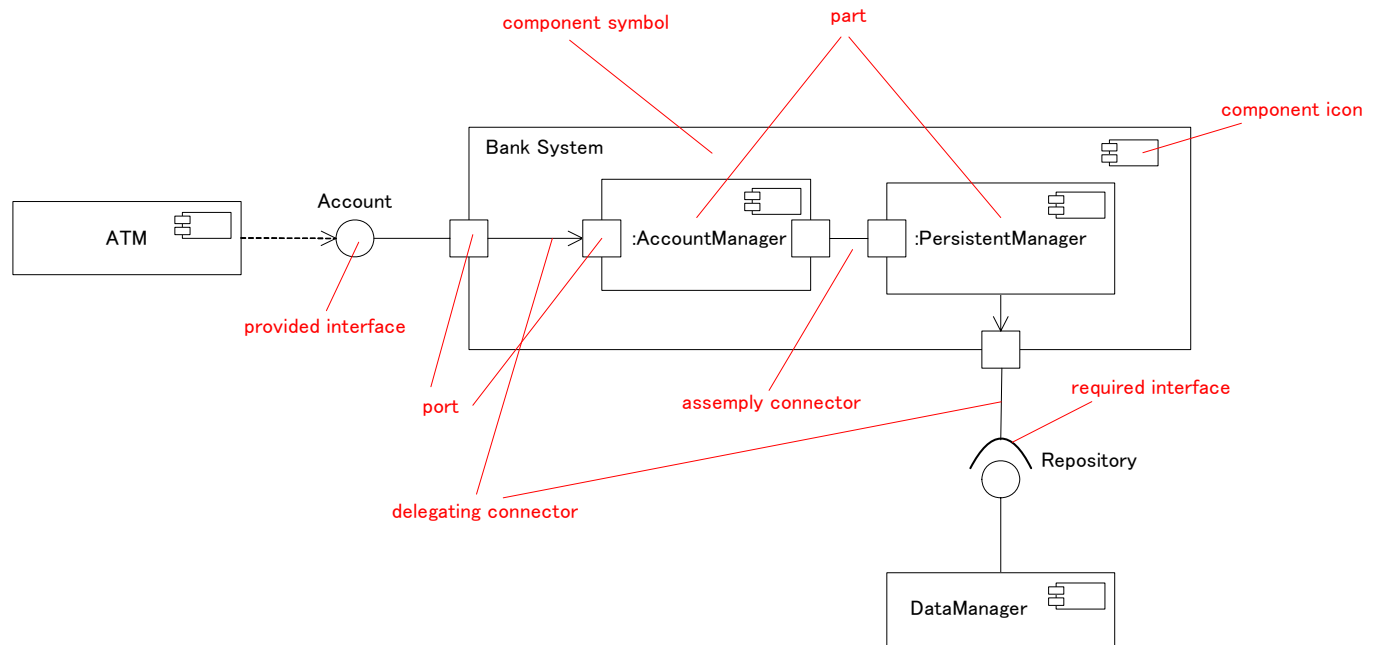 component symbol
part
component icon
Bank System
Account
ATM
:AccountManager
:PersistentManager
provided interface
port
assemply connector
required interface
Repository
delegating connector
DataManager